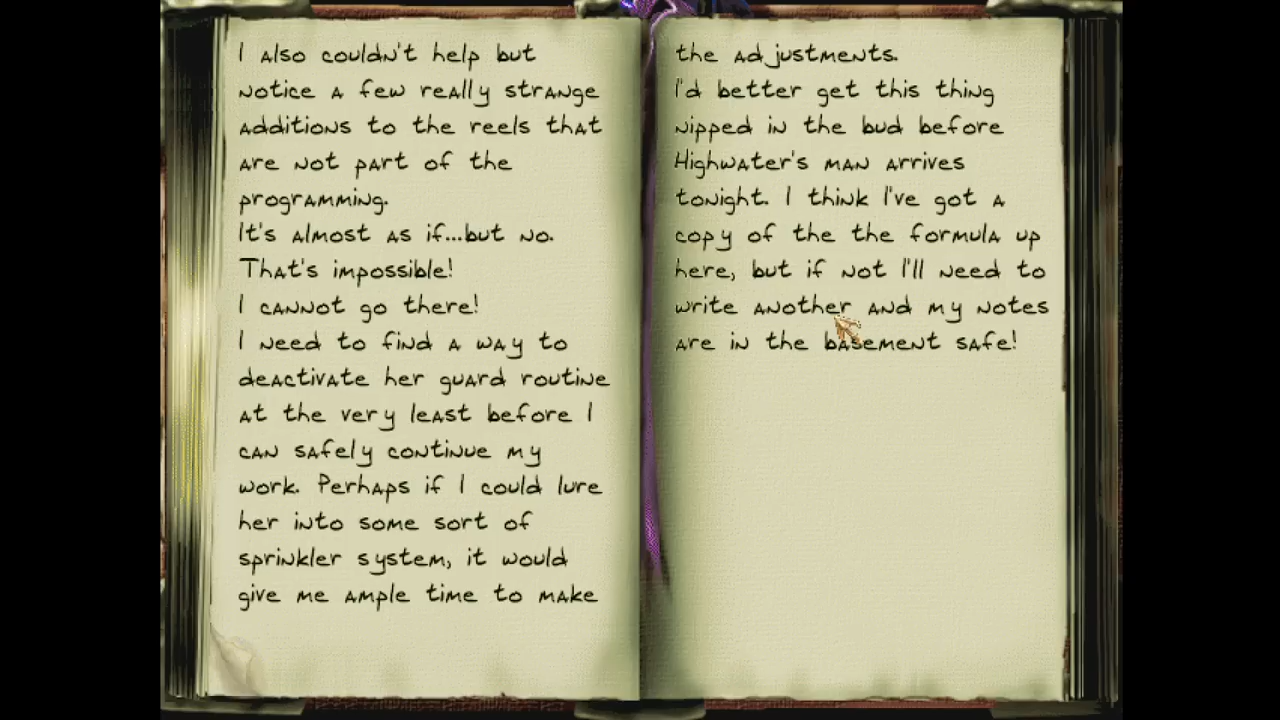 I also couldn't help but
notice a few really strange
additions to the reels that
are not part of the
programming.
It's almost as if...but no.
That's impossible!
I cannot go there!
I need to find a way to
deactivate her guard routine
at the very least before I
can safely continue my
work. Perhaps if I could lure
her into some sort of
sprinkler system, it would
give me ample time to make
the adjustments.
I'd better get this thing
nipped in the bud before
Highwater's man arrives
tonight. I think I've got a
copy of the the formula up
here, but if not I'll need to
write another and my notes
are in the basement safe!